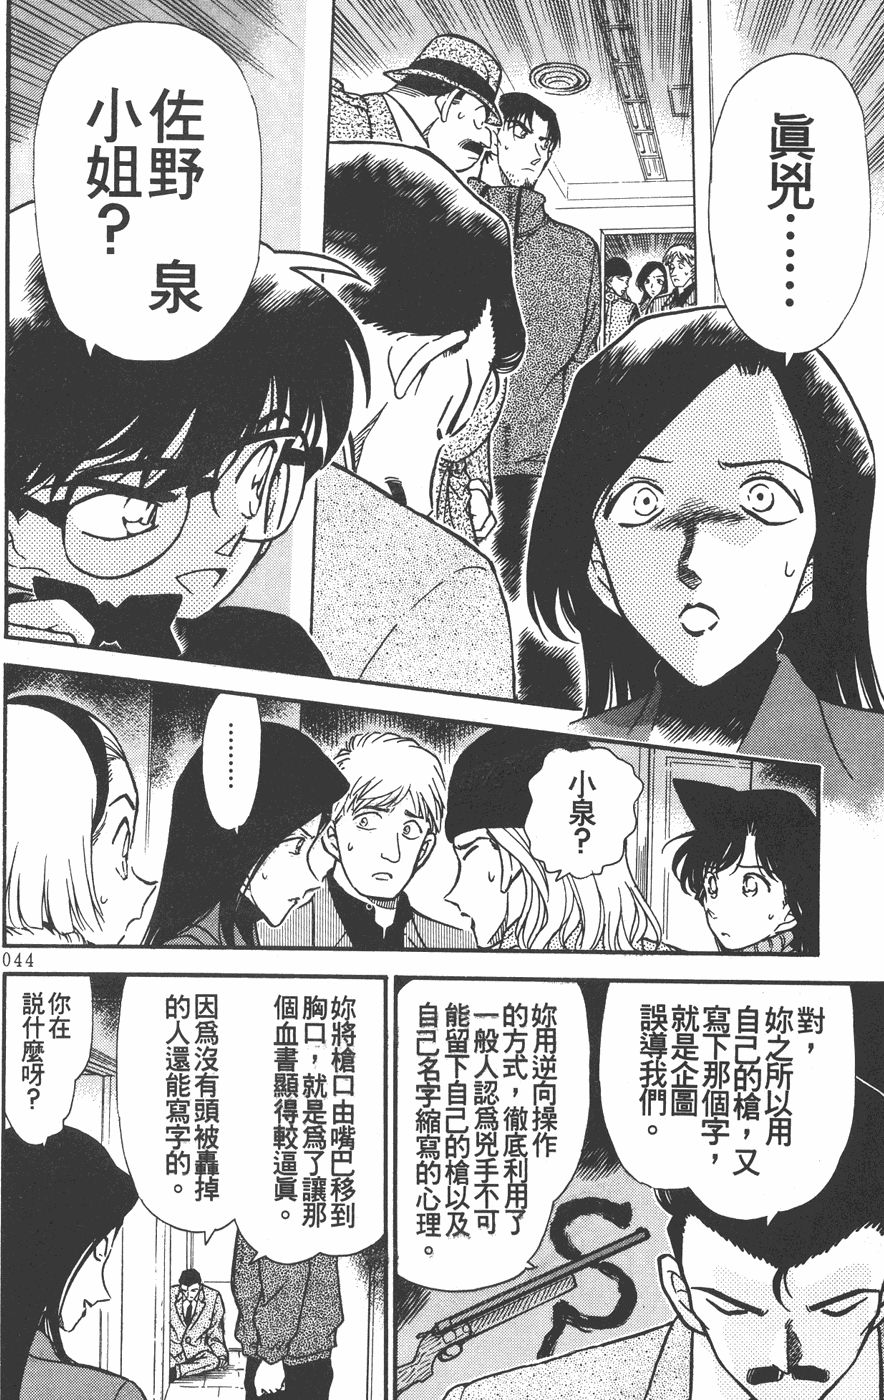 眞兇……
佐野 泉
小姐？
小泉？
………
對，
妳之所以用
自己的槍，又
寫下那個字，
就是企圖
誤導我們。
妳用逆向操作
的方式，徹底利用了
一般人認爲兇手不可
能留下自己的槍以及
自己名字縮寫的心理。
S
妳將槍口由嘴巴移到
胸口，就是爲了讓那
個血書顯得較逼眞。
因爲沒有頭被轟掉
的人還能寫字的。
你在
説什麼呀？
044